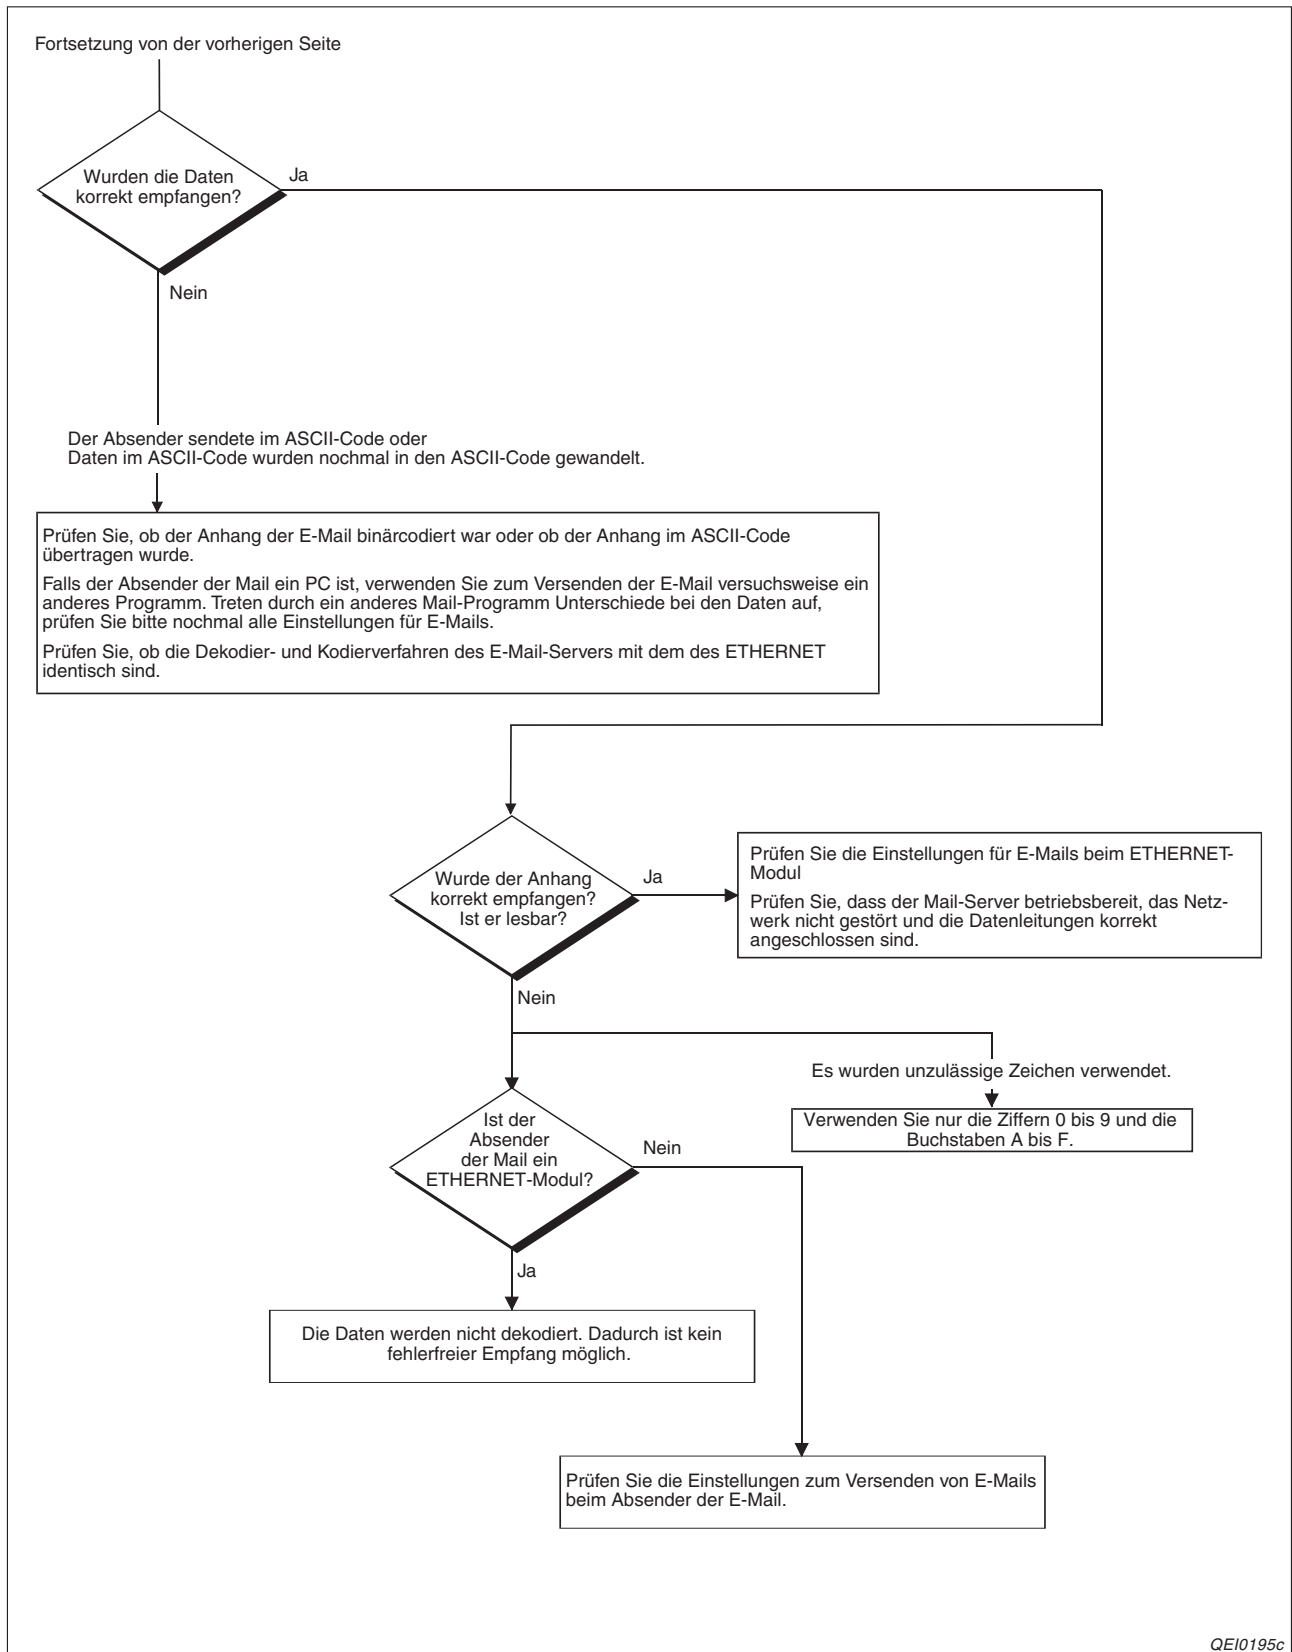 Fortsetzung von der vorherigen Seite
Wurden die Daten
korrekt empfangen?
Ja
Nein
Der Absender sendete im ASCII-Code oder
Daten im ASCII-Code wurden nochmal in den ASCII-Code gewandelt.
Prüfen Sie, ob der Anhang der E-Mail binärcodiert war oder ob der Anhang im ASCII-Code
übertragen wurde.
Falls der Absender der Mail ein PC ist, verwenden Sie zum Versenden der E-Mail versuchsweise ein
anderes Programm. Treten durch ein anderes Mail-Programm Unterschiede bei den Daten auf,
prüfen Sie bitte nochmal alle Einstellungen für E-Mails.
Prüfen Sie, ob die Dekodier- und Kodierverfahren des E-Mail-Servers mit dem des ETHERNET
identisch sind.
Wurde der Anhang
korrekt empfangen?
Ist er lesbar?
Ja
Prüfen Sie die Einstellungen für E-Mails beim ETHERNET-
Modul
Prüfen Sie, dass der Mail-Server betriebsbereit, das Netz-
werk nicht gestört und die Datenleitungen korrekt
angeschlossen sind.
Nein
Es wurden unzulässige Zeichen verwendet.
Verwenden Sie nur die Ziffern 0 bis 9 und die
Buchstaben A bis F.
Ist der
Absender
der Mail ein
ETHERNET-Modul?
Nein
Ja
Die Daten werden nicht dekodiert. Dadurch ist kein
fehlerfreier Empfang möglich.
Prüfen Sie die Einstellungen zum Versenden von E-Mails
beim Absender der E-Mail.
QEI0195c